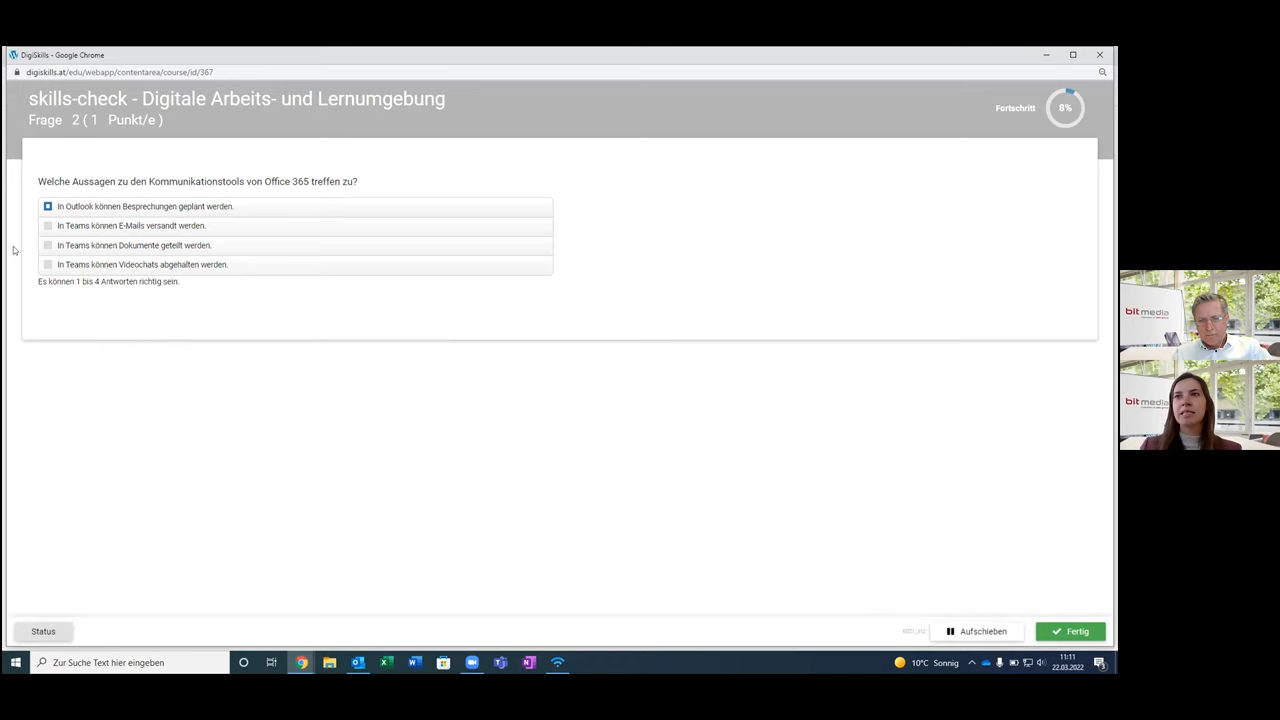 DigiSkills - Google Chrome
digiskills.at/edu/webapp/contentarea/course/id/367
skills-check - Digitale Arbeits- und Lernumgebung
Frage 2 ( 1 Punkt/e )
Fortschritt
8%
Welche Aussagen zu den Kommunikationstools von Office 365 treffen zu?
In Outlook können Besprechungen geplant werden.
In Teams können E-Mails versandt werden.
In Teams können Dokumente geteilt werden.
In Teams können Videochats abgehalten werden.
Es können 1 bis 4 Antworten richtig sein.
bit media
bit media
Status
Aufschieben
Fertig
Zur Suche Text hier eingeben
10°C Sonnig
11:11
22.03.2022